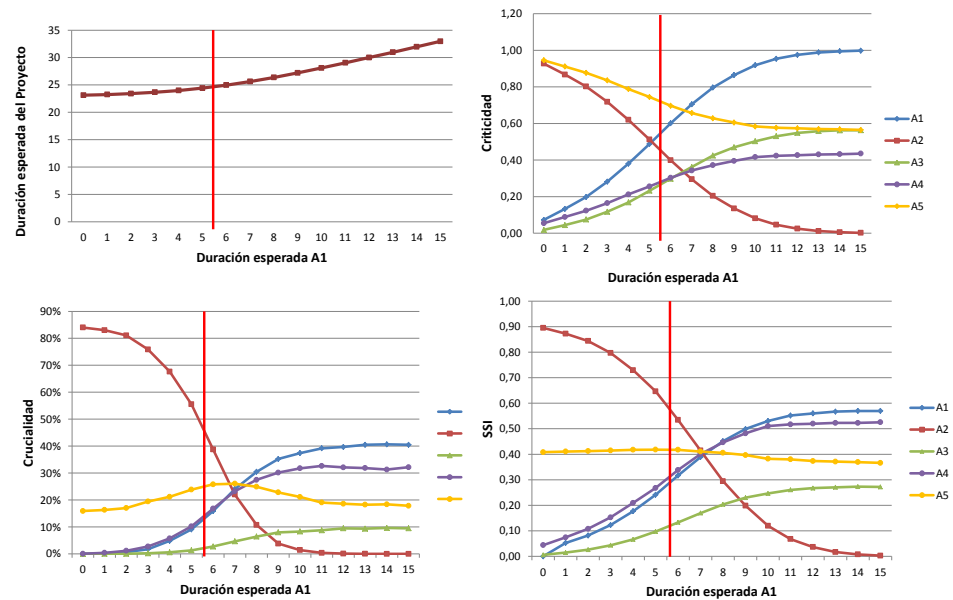 Duración esperada del Proyecto
35
30
25
20
15
10
5
0
0 1 2 3 4 5 6 7 8 9 10 11 12 13 14 15
Duración esperada A1
Criticidad
1,20
1,00
0,80
0,60
0,40
0,20
0,00
0 1 2 3 4 5 6 7 8 9 10 11 12 13 14 15
Duración esperada A1
A1
A2
A3
A4
A5
Crucialidad
90%
80%
70%
60%
50%
40%
30%
20%
10%
0%
0 1 2 3 4 5 6 7 8 9 10 11 12 13 14 15
Duración esperada A1
SSI
1,00
0,90
0,80
0,70
0,60
0,50
0,40
0,30
0,20
0,10
0,00
0 1 2 3 4 5 6 7 8 9 10 11 12 13 14 15
Duración esperada A1
A1
A2
A3
A4
A5